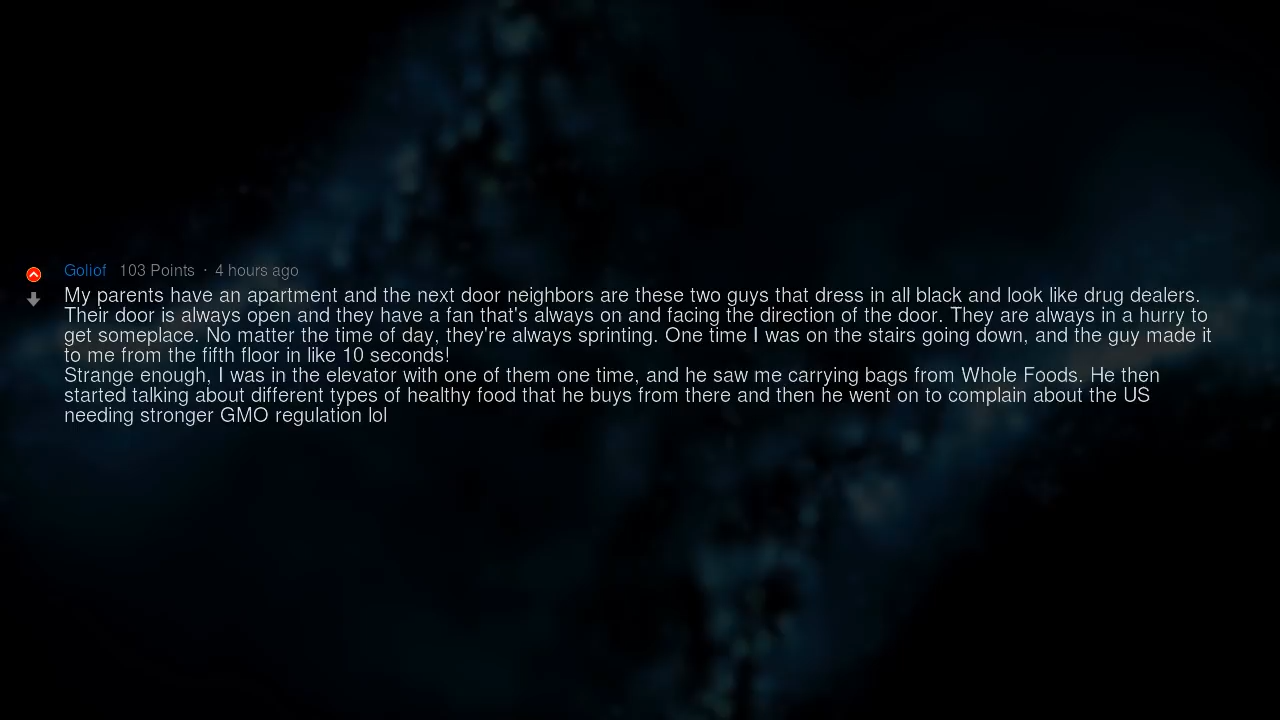 Goliof 103 Points · 4 hours ago
My parents have an apartment and the next door neighbors are these two guys that dress in all black and look like drug dealers.
Their door is always open and they have a fan that's always on and facing the direction of the door. They are always in a hurry to
get someplace. No matter the time of day, they're always sprinting. One time I was on the stairs going down, and the guy made it
to me from the fifth floor in like 10 seconds!
Strange enough, I was in the elevator with one of them one time, and he saw me carrying bags from Whole Foods. He then
started talking about different types of healthy food that he buys from there and then he went on to complain about the US
needing stronger GMO regulation lol